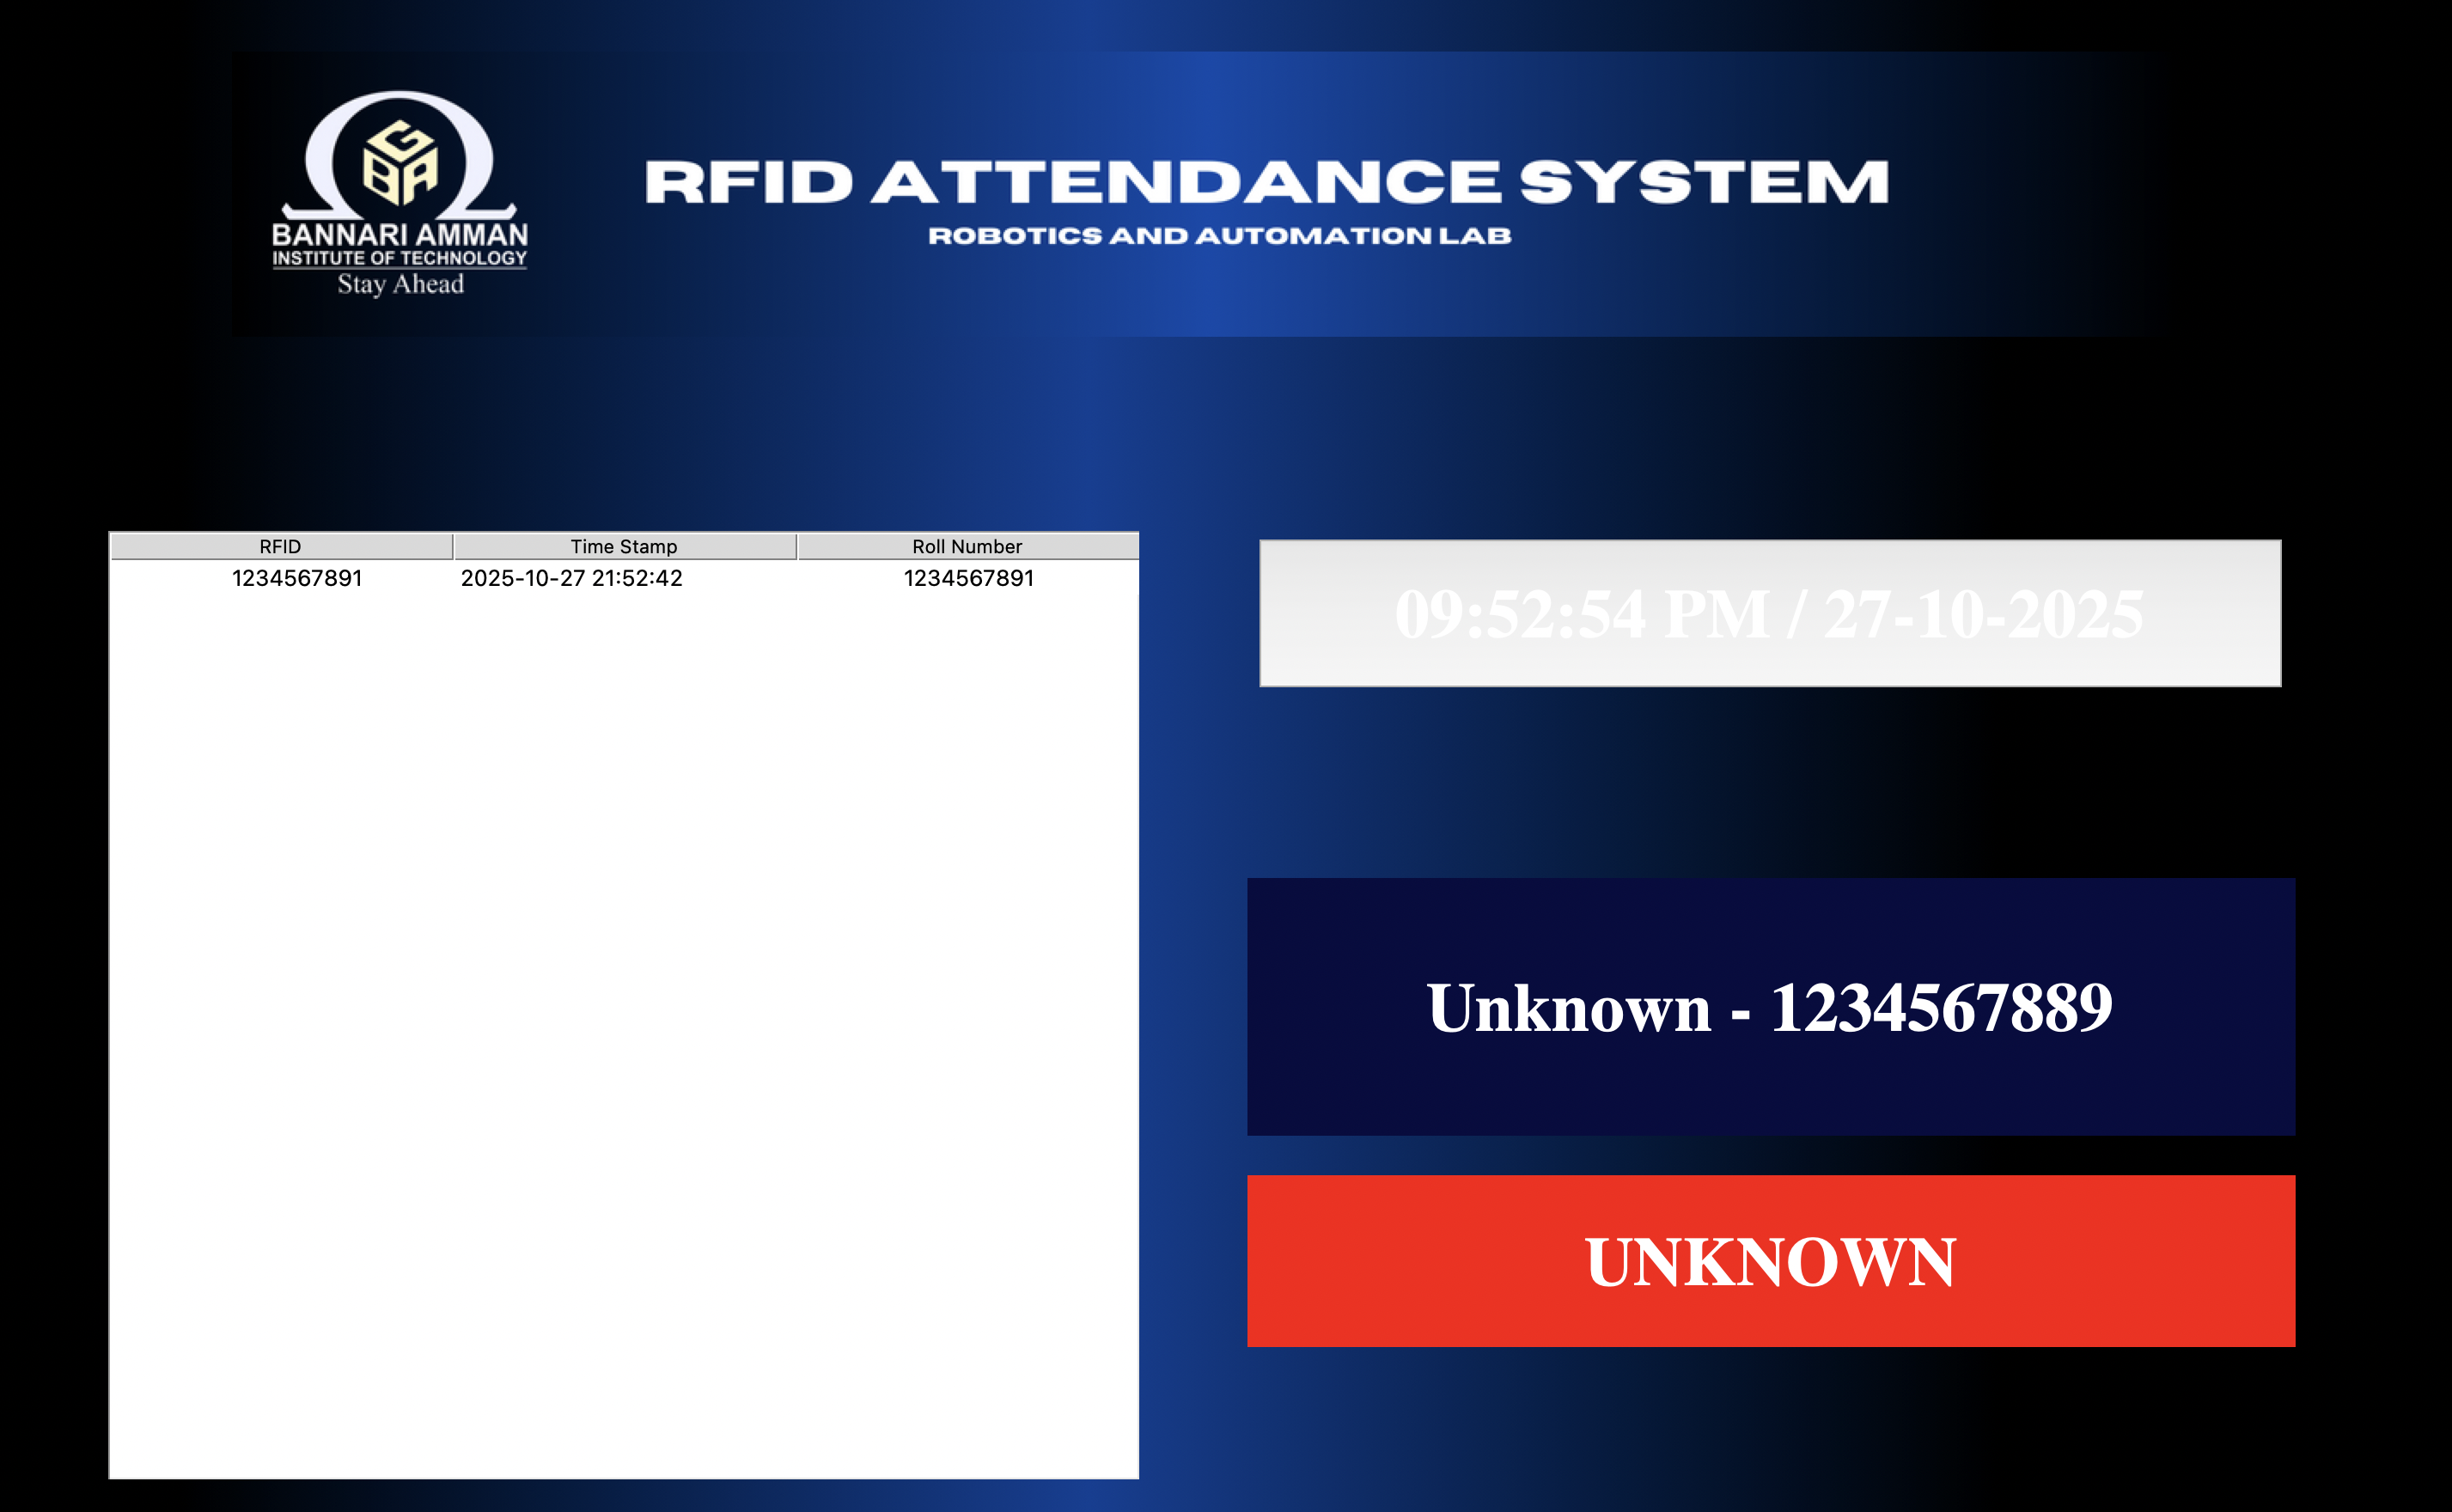 GBA
BANNARI AMMAN
INSTITUTE OF TECHNOLOGY
Stay Ahead
RFID ATTENDANCE SYSTEM
ROBOTICS AND AUTOMATION LAB
RFID Time Stamp Roll Number
1234567891 2025-10-27 21:52:42 1234567891
09:52:54 PM / 27-10-2025
Unknown - 1234567889
UNKNOWN